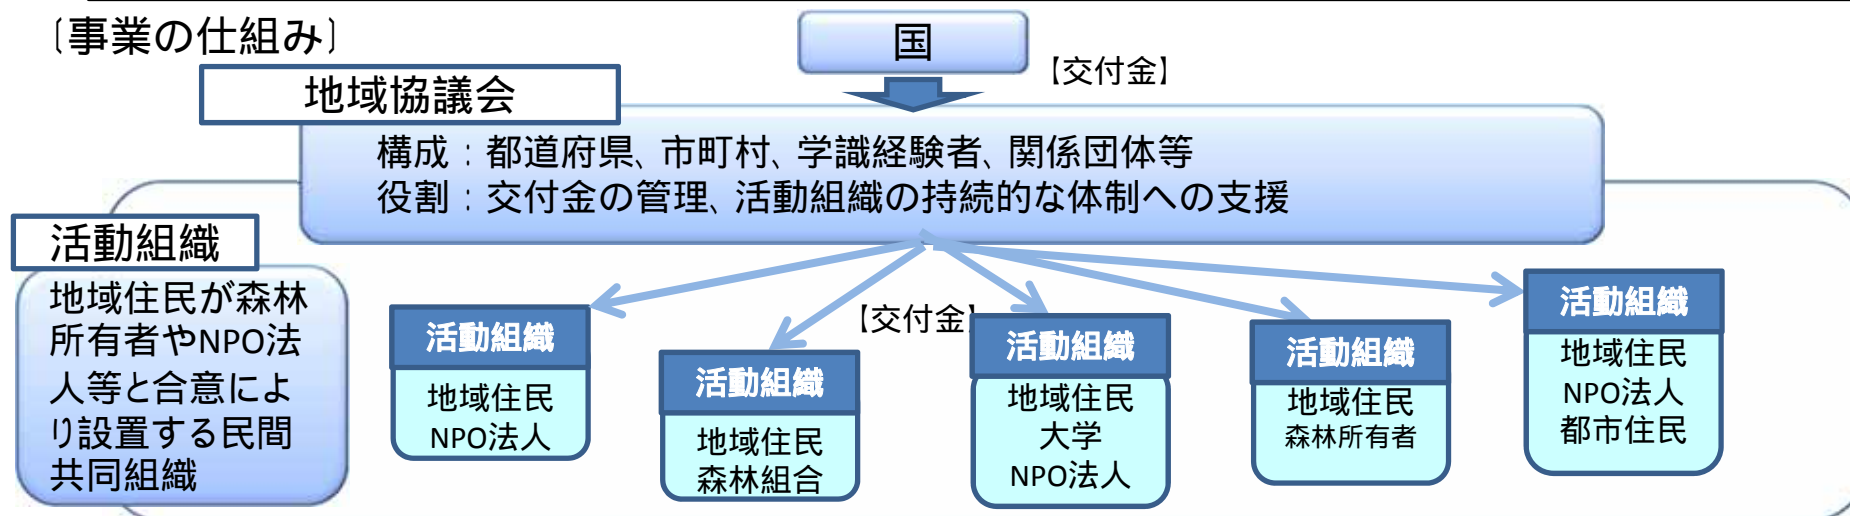 〔事業の仕組み〕
国
【交付金】
地域協議会
構成：都道府県、市町村、学識経験者、関係団体等
役割：交付金の管理、活動組織の持続的な体制への支援
活動組織
地域住民が森林
所有者やNPO法
人等と合意によ
り設置する民間
共同組織
【交付金】
活動組織
地域住民
NPO法人
活動組織
地域住民
森林組合
活動組織
地域住民
大学
NPO法人
活動組織
地域住民
森林所有者
活動組織
地域住民
NPO法人
都市住民